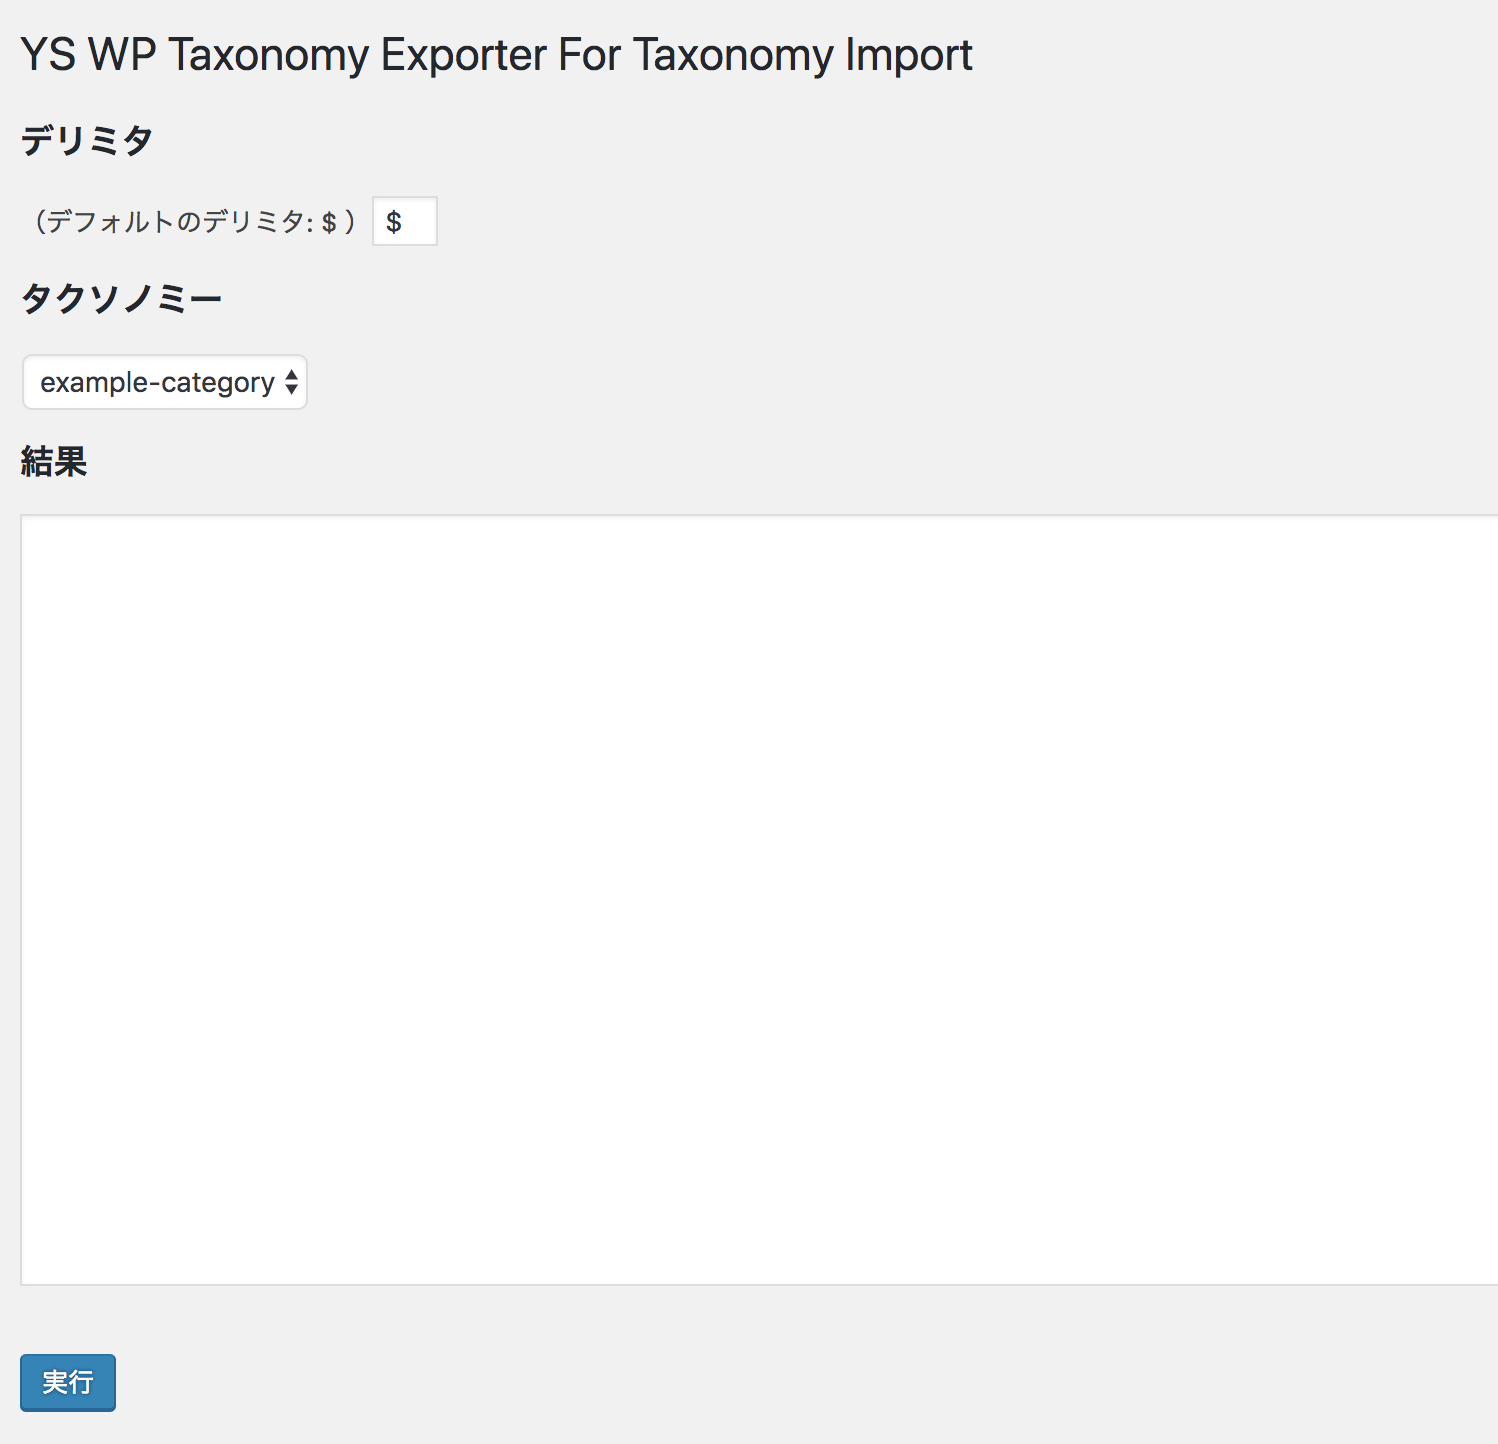 YS WP Taxonomy Exporter For Taxonomy Import
デリミタ
（デフォルトのデリミタ: $ ） $
タクソノミー
example-category
結果
実行